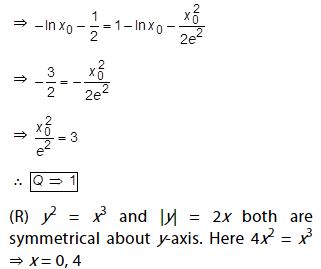 ⇒ -ln x₀ - 1/2 = 1 - ln x₀ - x₀²/2e²
⇒ -3/2 = -x₀²/2e²
⇒ x₀²/e² = 3
∴ Q ⇒ 1
(R) y² = x³ and |y| = 2x both are
symmetrical about y-axis. Here 4x² = x³
⇒ x = 0, 4